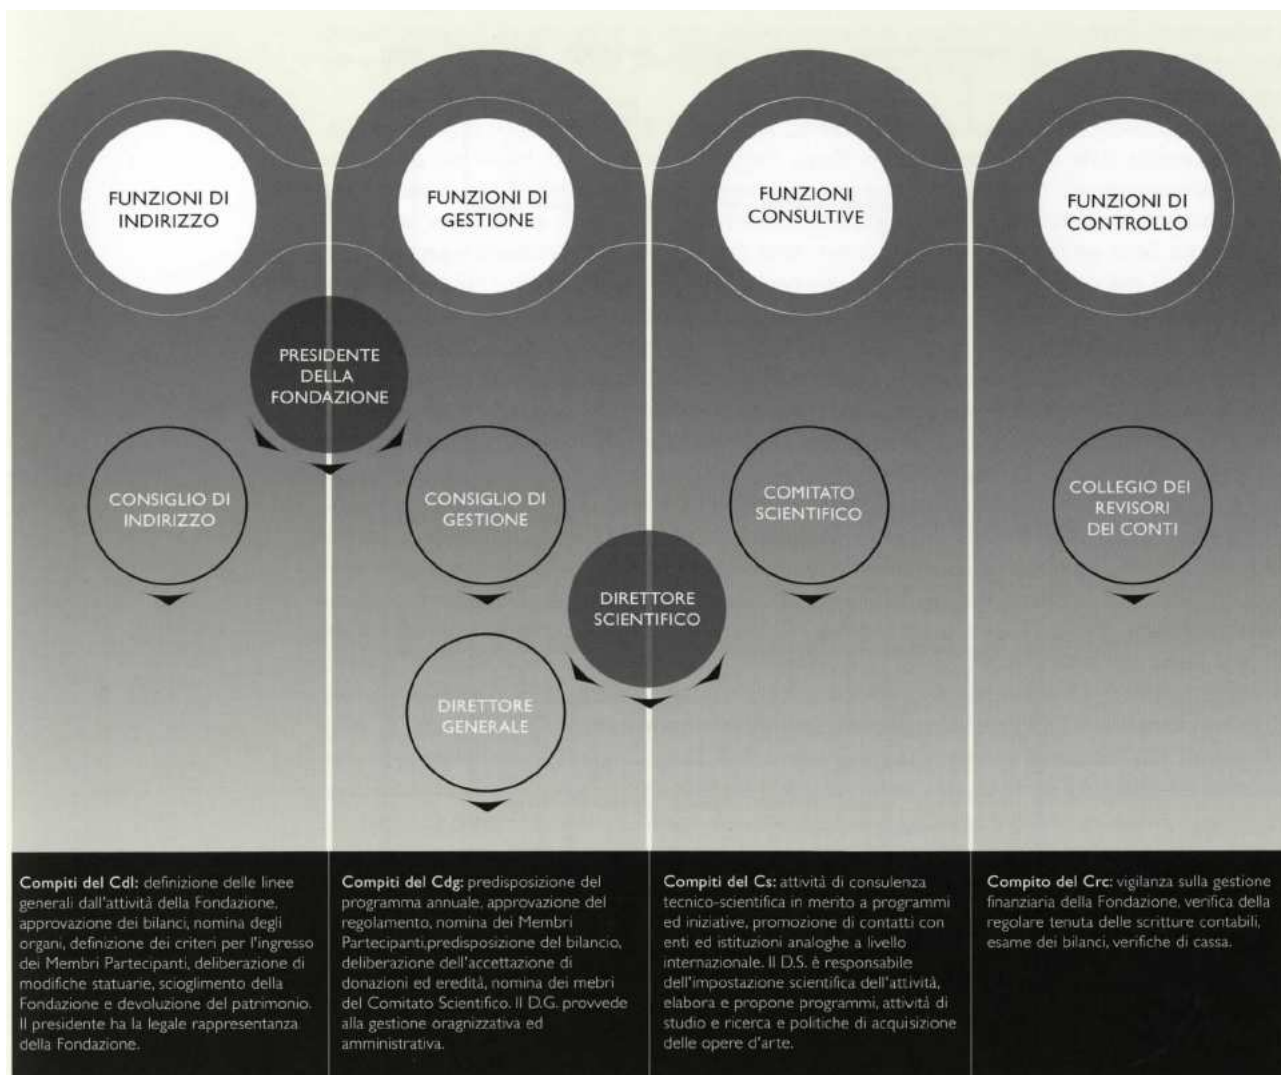 FUNZIONI DI
INDIRIZZO
FUNZIONI DI
GESTIONE
FUNZIONI
CONSULTIVE
FUNZIONI DI
CONTROLLO
PRESIDENTE
DELLA
FONDAZIONE
CONSIGLIO DI
INDIRIZZO
CONSIGLIO DI
GESTIONE
COMITATO
SCIENTIFICO
COLLEGIO DEI
REVISORI
DEI CONTI
DIRETTORE
SCIENTIFICO
DIRETTORE
GENERALE
Compiti del CdI: definizione delle linee
generali dall'attività della Fondazione,
approvazione dei bilanci, nomina degli
organi, definizione dei criteri per l'ingresso
dei Membri Partecipanti, deliberazione di
modifiche statuarie, scioglimento della
Fondazione e devoluzione del patrimonio.
Il presidente ha la legale rappresentanza
della Fondazione.
Compiti del Cdg: predisposizione del
programma annuale, approvazione del
regolamento, nomina dei Membri
Partecipanti,predisposizione del bilancio,
deliberazione dell'accettazione di
donazioni ed eredità, nomina dei mebri
del Comitato Scientifico. Il D.G. provvede
alla gestione oragnizzativa ed
amministrativa.
Compiti del Cs: attività di consulenza
tecnico-scientifica in merito a programmi
ed iniziative, promozione di contatti con
enti ed istituzioni analoghe a livello
internazionale. Il D.S. è responsabile
dell'impostazione scientifica dell'attività,
elabora e propone programmi, attività di
studio e ricerca e politiche di acquisizione
delle opere d'arte.
Compito del Crc: vigilanza sulla gestione
finanziaria della Fondazione, verifica della
regolare tenuta delle scritture contabili,
esame dei bilanci, verifiche di cassa.